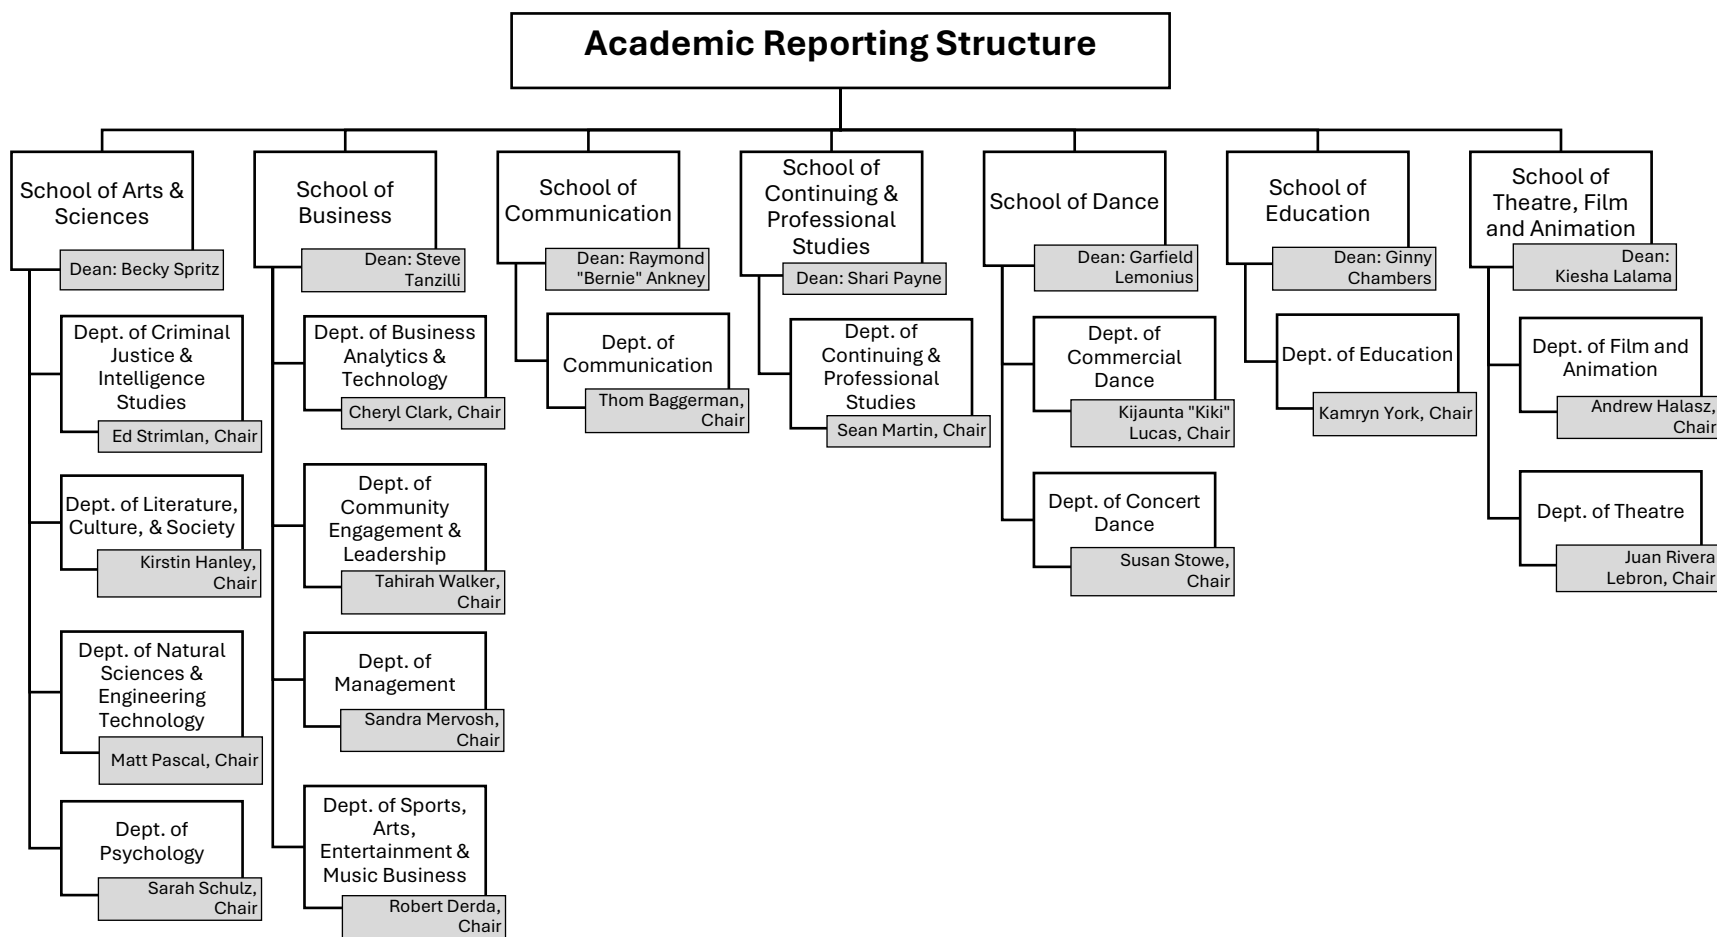 Academic Reporting Structure
School of Arts &
Sciences
Dean: Becky Spritz
Dept. of Criminal
Justice &
Intelligence
Studies
Ed Strimlan, Chair
Dept. of Literature,
Culture, & Society
Kirstin Hanley,
Chair
Dept. of Natural
Sciences &
Engineering
Technology
Matt Pascal, Chair
Dept. of
Psychology
Sarah Schulz,
Chair
School of
Business
Dean: Steve
Tanzilli
Dept. of Business
Analytics &
Technology
Cheryl Clark, Chair
Dept. of
Community
Engagement &
Leadership
Tahirah Walker,
Chair
Dept. of
Management
Sandra Mervosh,
Chair
Dept. of Sports,
Arts,
Entertainment &
Music Business
Robert Derda,
Chair
School of
Communication
Dean: Raymond
"Bernie" Ankney
Dept. of
Communication
Thom Baggerman,
Chair
School of
Continuing &
Professional
Studies
Dean: Shari Payne
Dept. of
Continuing &
Professional
Studies
Sean Martin, Chair
School of Dance
Dean: Garfield
Lemonius
Dept. of
Commercial
Dance
Kijaunta "Kiki"
Lucas, Chair
Dept. of Concert
Dance
Susan Stowe,
Chair
School of
Education
Dean: Ginny
Chambers
Dept. of Education
Kamryn York, Chair
School of
Theatre, Film
and Animation
Dean:
Kiesha Lalama
Dept. of Film and
Animation
Andrew Halasz,
Chair
Dept. of Theatre
Juan Rivera
Lebron, Chair